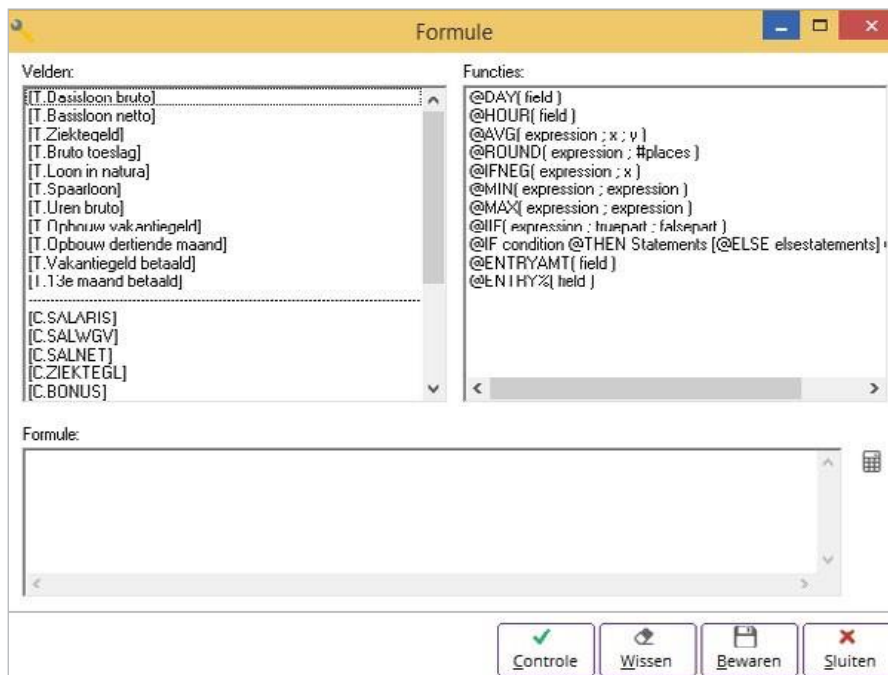 Formule
Velden:
[T.Basisloon bruto]
[T.Basisloon netto]
[T.Ziektegeld]
[T.Bruto toeslag]
[T.Loon in natura]
[T.Spaarloon]
[T.Uren bruto]
[T.Opbouw vakantiegeld]
[T.Opbouw dertiende maand]
[T.Vakantiegeld betaald]
[T.13e maand betaald]
[C.SALARIS]
[C.SALWGV]
[C.SALNET]
[C.ZIEKTEGL]
[C.BONUS]
Functies:
@DAY( field )
@HOUR( field )
@AVG( expression ; x ; y )
@ROUND( expression ; #places )
@IFNEG( expression ; x )
@MIN( expression ; expression )
@MAX( expression ; expression )
@IIF( expression ; truepart ; falsepart )
@IF condition @THEN Statements [@ELSE elsestatements]
@ENTRYAMT( field )
@ENTRY%( field )
Formule:
Controle
Wissen
Bewaren
Sluiten